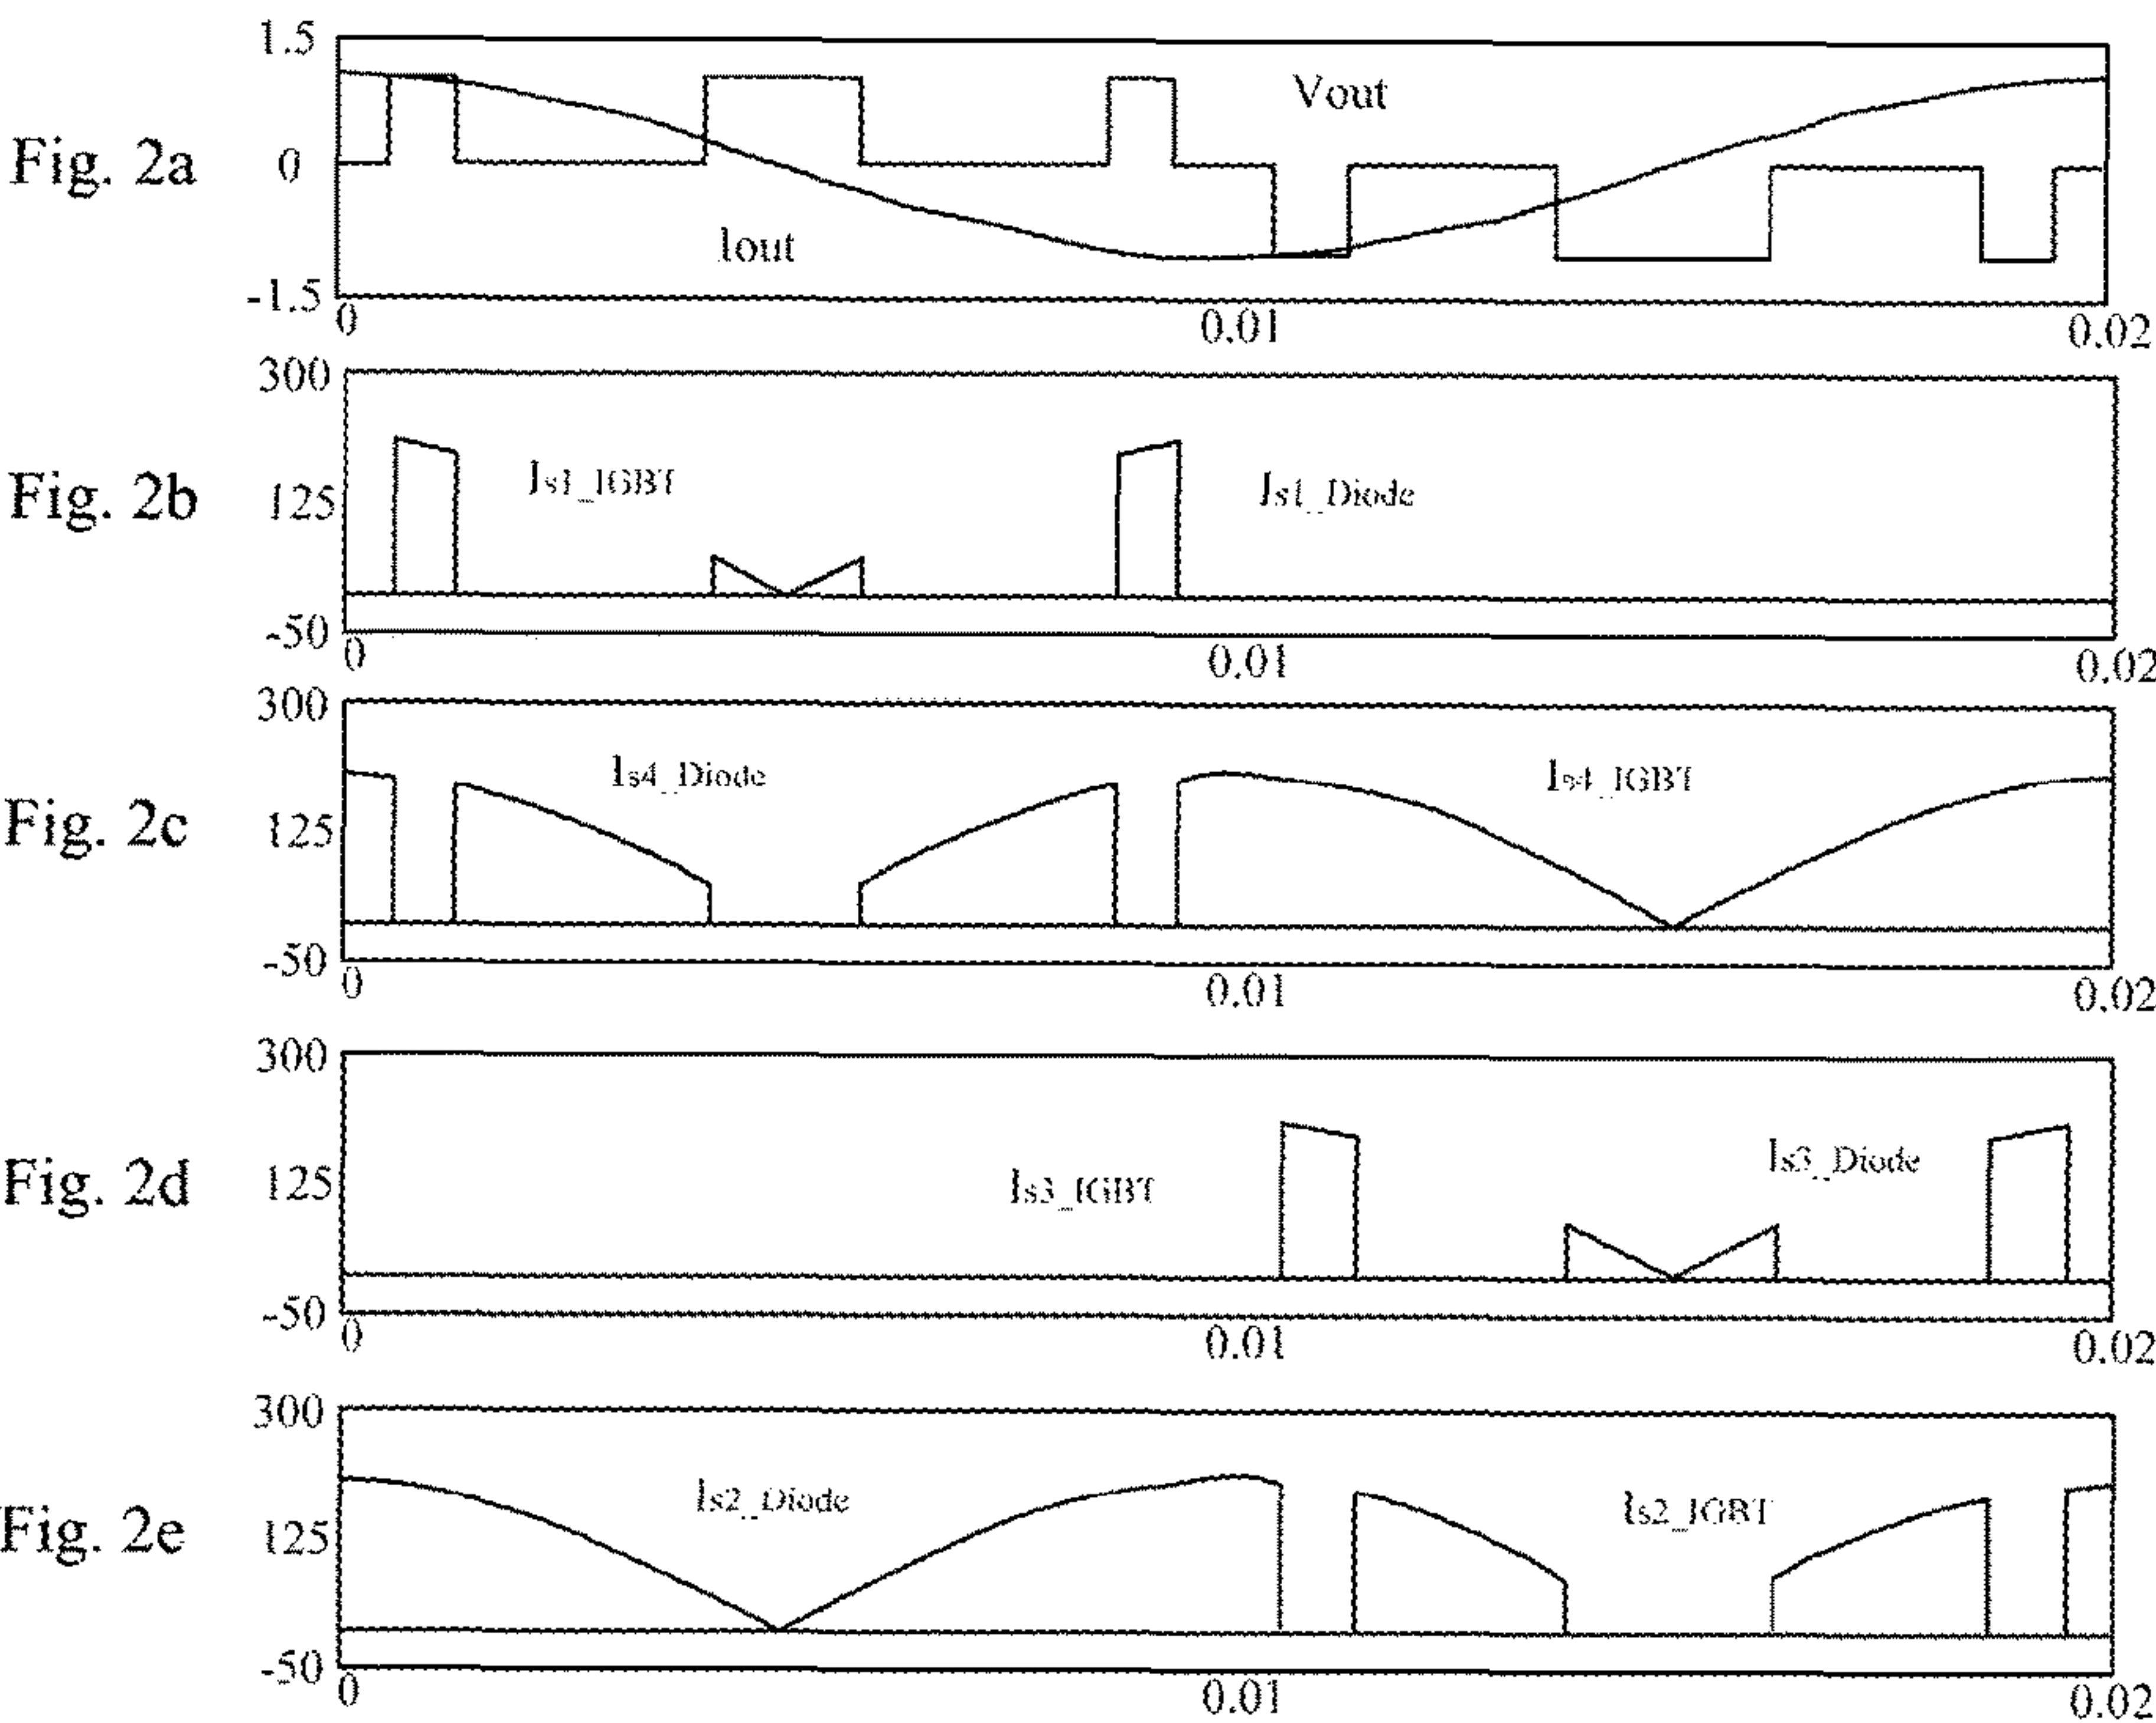 1.5
Vout
Fig. 2a
0
Iout
-1.5
0
0.01
0.02
300
Is1_IGBT
Is1_Diode
Fig. 2b
125
-50
0
0.01
0.02
300
Is4_Diode
Is4_IGBT
Fig. 2c
125
-50
0
0.01
0.02
300
Is3_IGBT
Is3_Diode
Fig. 2d
125
-50
0
0.01
0.02
300
Is2_Diode
Is2_IGBT
Fig. 2e
125
-50
0
0.01
0.02